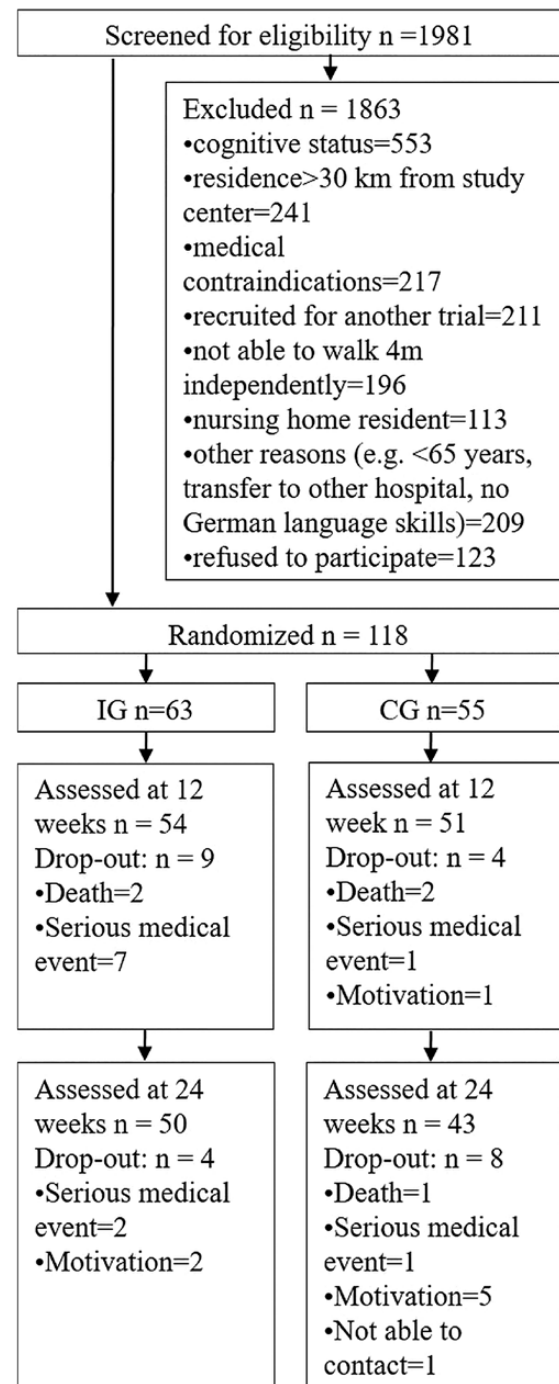 Screened for eligibility n =1981
Excluded n = 1863
•cognitive status=553
•residence>30 km from study
center=241
•medical
contraindications=217
•recruited for another trial=211
•not able to walk 4m
independently=196
•nursing home resident=113
•other reasons (e.g. <65 years,
transfer to other hospital, no
German language skills)=209
•refused to participate=123
Randomized n = 118
IG n=63
CG n=55
Assessed at 12
weeks n = 54
Drop-out: n = 9
•Death=2
•Serious medical
event=7
Assessed at 12
week n = 51
Drop-out: n = 4
•Death=2
•Serious medical
event=1
•Motivation=1
Assessed at 24
weeks n = 50
Drop-out: n = 4
•Serious medical
event=2
•Motivation=2
Assessed at 24
weeks n = 43
Drop-out: n = 8
•Death=1
•Serious medical
event=1
•Motivation=5
•Not able to
contact=1